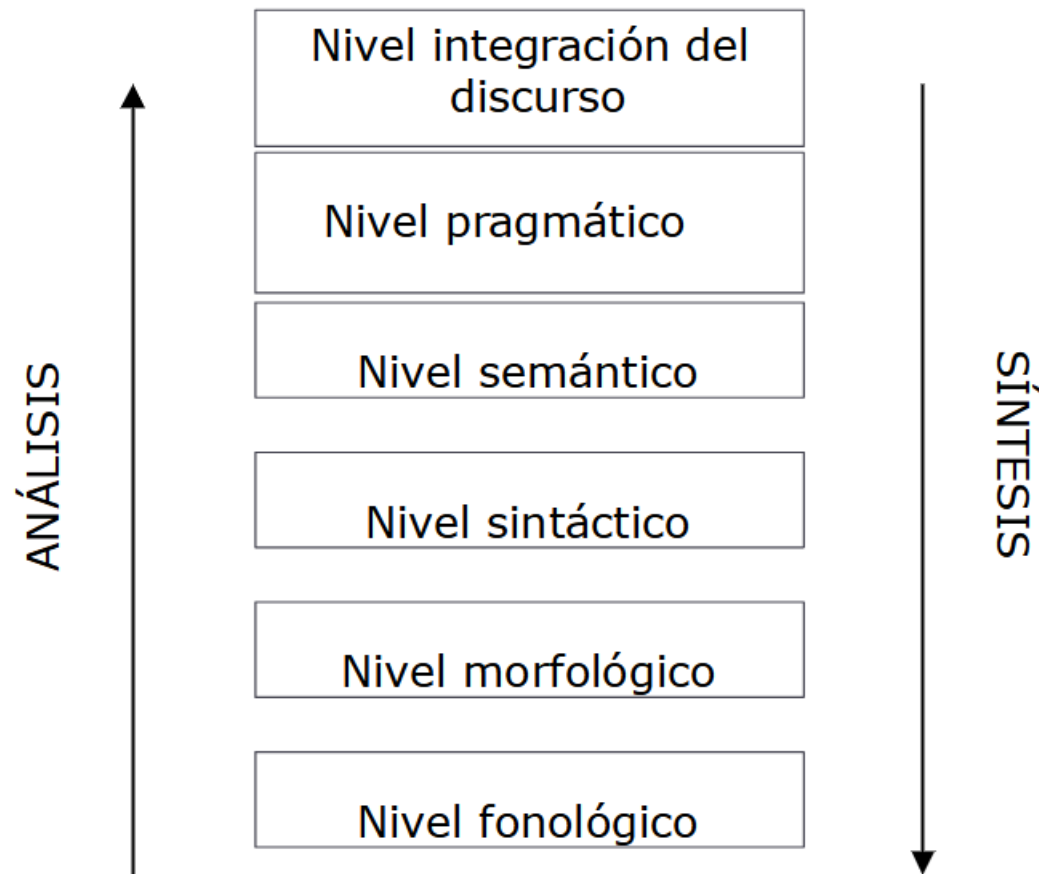 Nivel integración del
discurso
Nivel pragmático
Nivel semántico
Nivel sintáctico
Nivel morfológico
Nivel fonológico
ANÁLISIS
SÍNTESIS